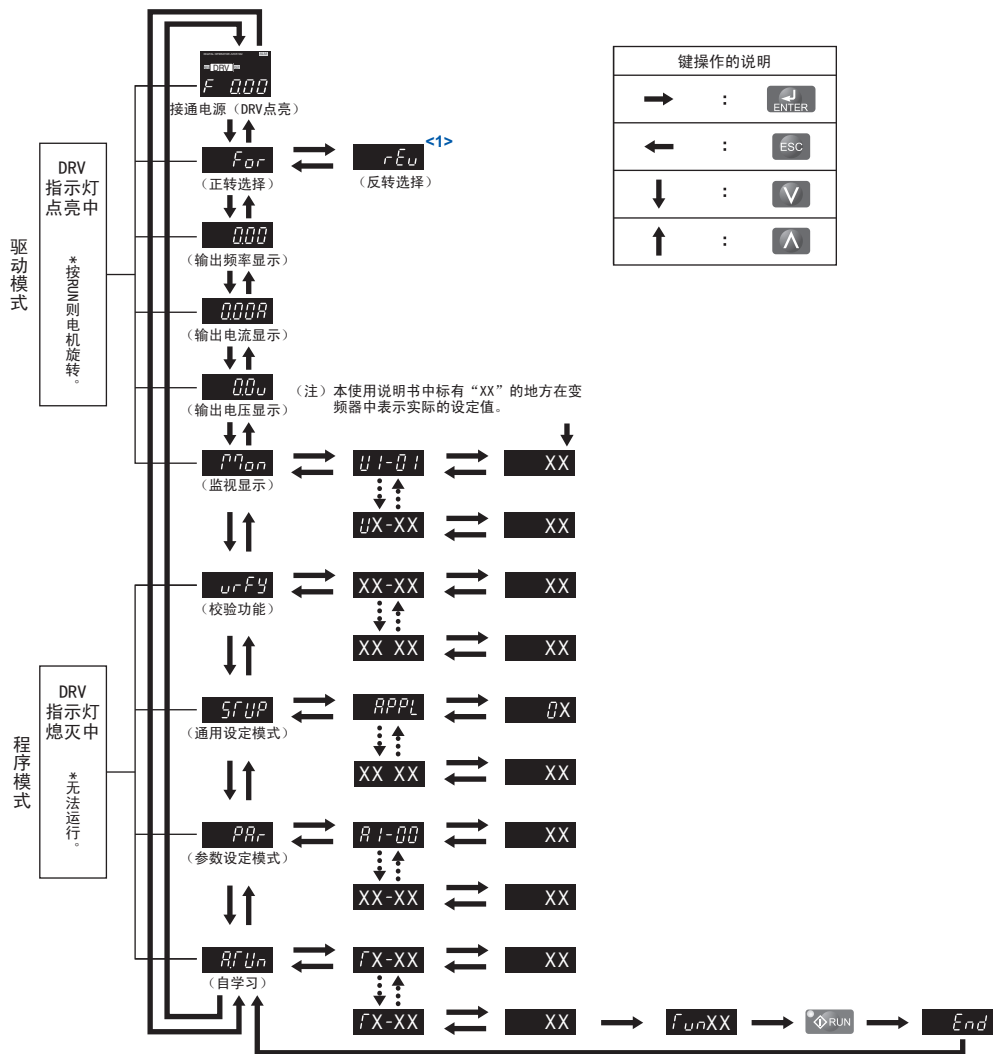 DRV
F 0.00
接通电源（DRV点亮）
For
（正转选择）
rEv
<1>
（反转选择）
0.00
（输出频率显示）
0.00A
（输出电流显示）
0.0v
（输出电压显示）
（注）本使用说明书中标有“XX”的地方在变
频器中表示实际的设定值。
Mon
（监视显示）
U1-01
XX
UX-XX
XX
vrFY
（校验功能）
XX-XX
XX
XX XX
XX
STUP
（通用设定模式）
APPL
0X
XX XX
XX
PAr
（参数设定模式）
A1-00
XX
XX-XX
XX
A.TUn
（自学习）
TX-XX
XX
TX-XX
XX
TunXX
RUN
End
驱动模式
DRV
指示灯
点亮中
*按RUN则电机旋转。
程序模式
DRV
指示灯
熄灭中
*无法运行。
键操作的说明
→ : ENTER
← : ESC
↓ : ∨
↑ : ∧